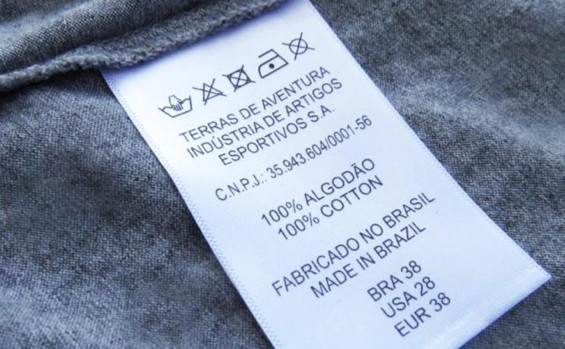 TERRAS DE AVENTURA
INDÚSTRIA DE ARTIGOS
ESPORTIVOS S.A.
C.N.P.J.: 35.943.604/0001-56
100% ALGODÃO
100% COTTON
FABRICADO NO BRASIL
MADE IN BRAZIL
BRA 38
USA 28
EUR 38